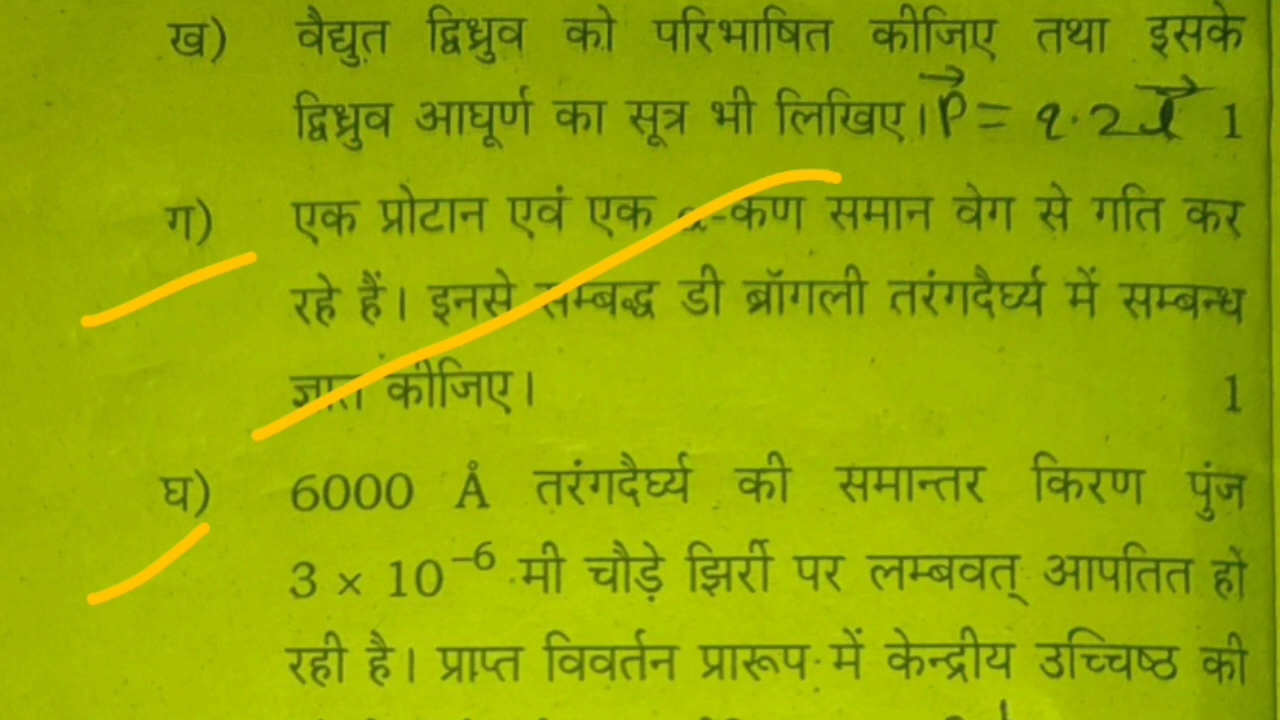 ख) वैद्युत द्विध्रुव को परिभाषित कीजिए तथा इसके
द्विध्रुव आघूर्ण का सूत्र भी लिखिए। P⃗ = q·2l⃗ 1
ग) एक प्रोटान एवं एक α-कण समान वेग से गति कर
रहे हैं। इनसे सम्बद्ध डी ब्रॉगली तरंगदैर्घ्य में सम्बन्ध
ज्ञात कीजिए। 1
घ) 6000 Å तरंगदैर्घ्य की समान्तर किरण पुंज
3 × 10⁻⁶ मी चौड़े झिर्री पर लम्बवत् आपतित हो
रही है। प्राप्त विवर्तन प्रारूप में केन्द्रीय उच्चिष्ठ की